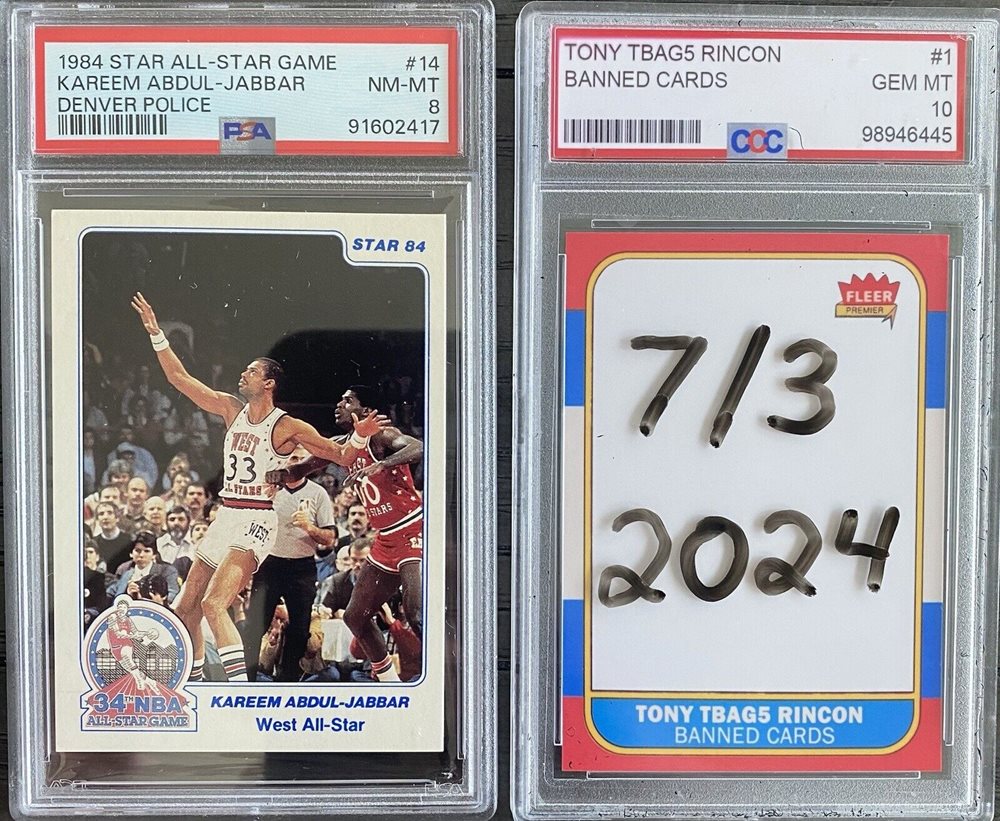 1984 STAR ALL-STAR GAME #14
KAREEM ABDUL-JABBAR NM-MT
DENVER POLICE 8
PSA 91602417
STAR 84
WEST
33
ALL STARS
WEST
34TH NBA
ALL-STAR GAME
KAREEM ABDUL-JABBAR
West All-Star
TONY TBAG5 RINCON #1
BANNED CARDS GEM MT
10
CCC 98946445
FLEER
PREMIER
7/3
2024
TONY TBAG5 RINCON
BANNED CARDS